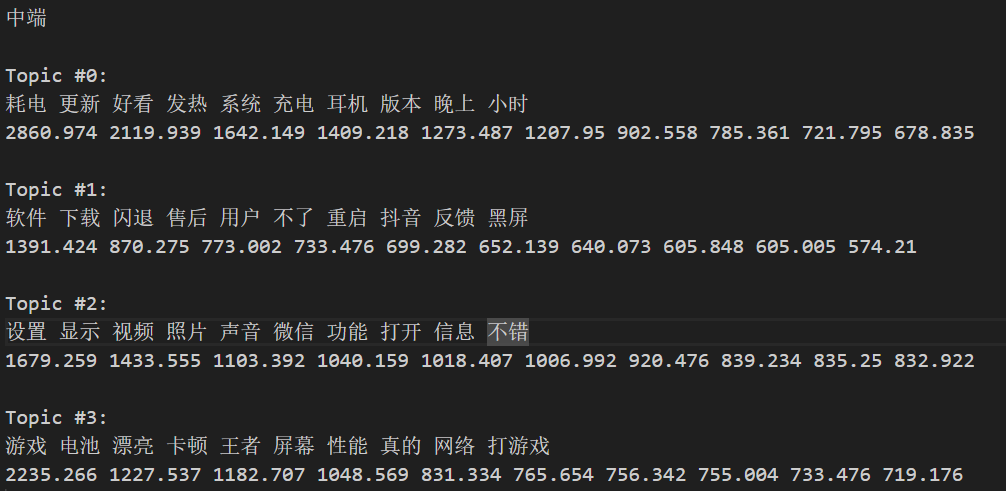 中端
Topic #0:
耗电 更新 好看 发热 系统 充电 耳机 版本 晚上 小时
2860.974 2119.939 1642.149 1409.218 1273.487 1207.95 902.558 785.361 721.795 678.835
Topic #1:
软件 下载 闪退 售后 用户 不了 重启 抖音 反馈 黑屏
1391.424 870.275 773.002 733.476 699.282 652.139 640.073 605.848 605.005 574.21
Topic #2:
设置 显示 视频 照片 声音 微信 功能 打开 信息 不错
1679.259 1433.555 1103.392 1040.159 1018.407 1006.992 920.476 839.234 835.25 832.922
Topic #3:
游戏 电池 漂亮 卡顿 王者 屏幕 性能 真的 网络 打游戏
2235.266 1227.537 1182.707 1048.569 831.334 765.654 756.342 755.004 733.476 719.176